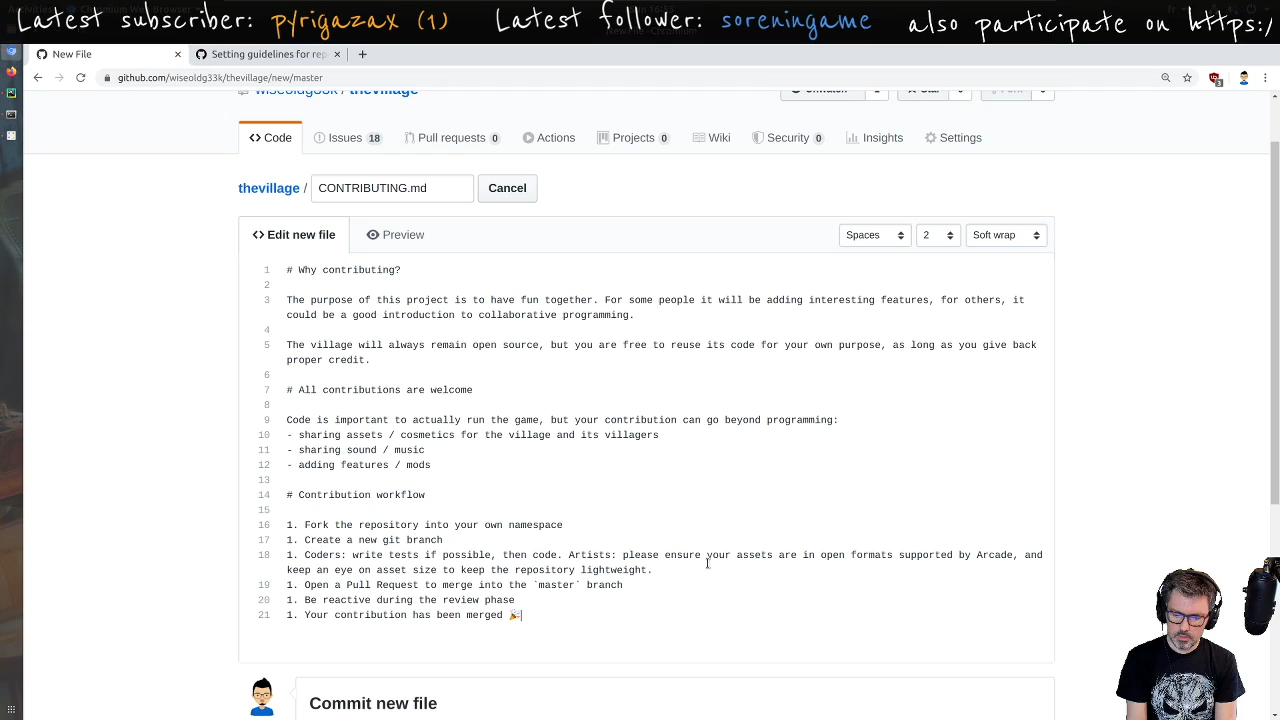 Latest subscriber: pyrigazax (1) Latest follower: soreningame also participate on https:/
New File
Setting guidelines for rep
github.com/wiseoldg33k/thevillage/new/master
wiseoldg33k / thevillage
Unwatch 1 Star 0 Fork 0
Code Issues 18 Pull requests 0 Actions Projects 0 Wiki Security 0 Insights Settings
thevillage / CONTRIBUTING.md Cancel
Edit new file Preview Spaces 2 Soft wrap
1 # Why contributing?
2
3 The purpose of this project is to have fun together. For some people it will be adding interesting features, for others, it
could be a good introduction to collaborative programming.
4
5 The village will always remain open source, but you are free to reuse its code for your own purpose, as long as you give back
proper credit.
6
7 # All contributions are welcome
8
9 Code is important to actually run the game, but your contribution can go beyond programming:
10 - sharing assets / cosmetics for the village and its villagers
11 - sharing sound / music
12 - adding features / mods
13
14 # Contribution workflow
15
16 1. Fork the repository into your own namespace
17 1. Create a new git branch
18 1. Coders: write tests if possible, then code. Artists: please ensure your assets are in open formats supported by Arcade, and
keep an eye on asset size to keep the repository lightweight.
19 1. Open a Pull Request to merge into the `master` branch
20 1. Be reactive during the review phase
21 1. Your contribution has been merged 🎉
Commit new file